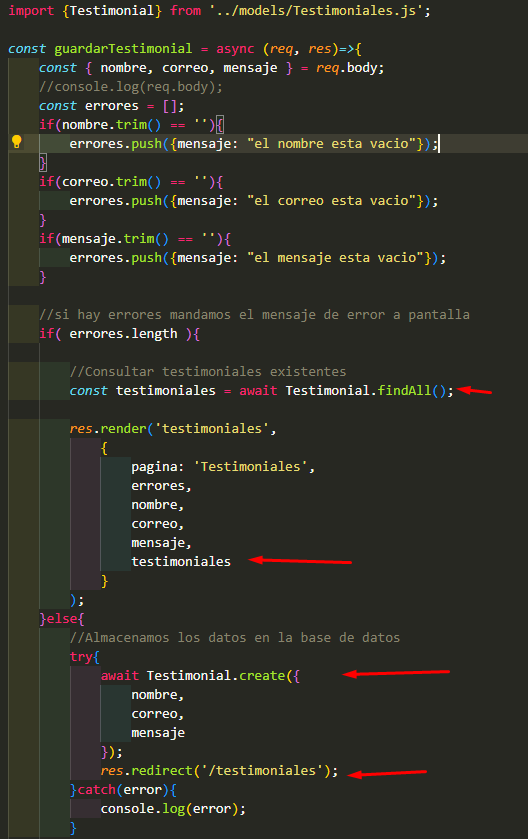 import {Testimonial} from '../models/Testimoniales.js';
const guardarTestimonial = async (req, res)=>{
const { nombre, correo, mensaje } = req.body;
//console.log(req.body);
const errores = [];
if(nombre.trim() == ''){
errores.push({mensaje: "el nombre esta vacio"});
}
if(correo.trim() == ''){
errores.push({mensaje: "el correo esta vacio"});
}
if(mensaje.trim() == ''){
errores.push({mensaje: "el mensaje esta vacio"});
}
//si hay errores mandamos el mensaje de error a pantalla
if( errores.length ){
//Consultar testimoniales existentes
const testimoniales = await Testimonial.findAll();
res.render('testimoniales',
{
pagina: 'Testimoniales',
errores,
nombre,
correo,
mensaje,
testimoniales
}
);
}else{
//Almacenamos los datos en la base de datos
try{
await Testimonial.create({
nombre,
correo,
mensaje
});
res.redirect('/testimoniales');
}catch(error){
console.log(error);
}